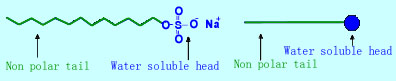 O
O S O⁻ Na⁺
O
Non polar tail
Water soluble head
Water soluble head
Non polar tail